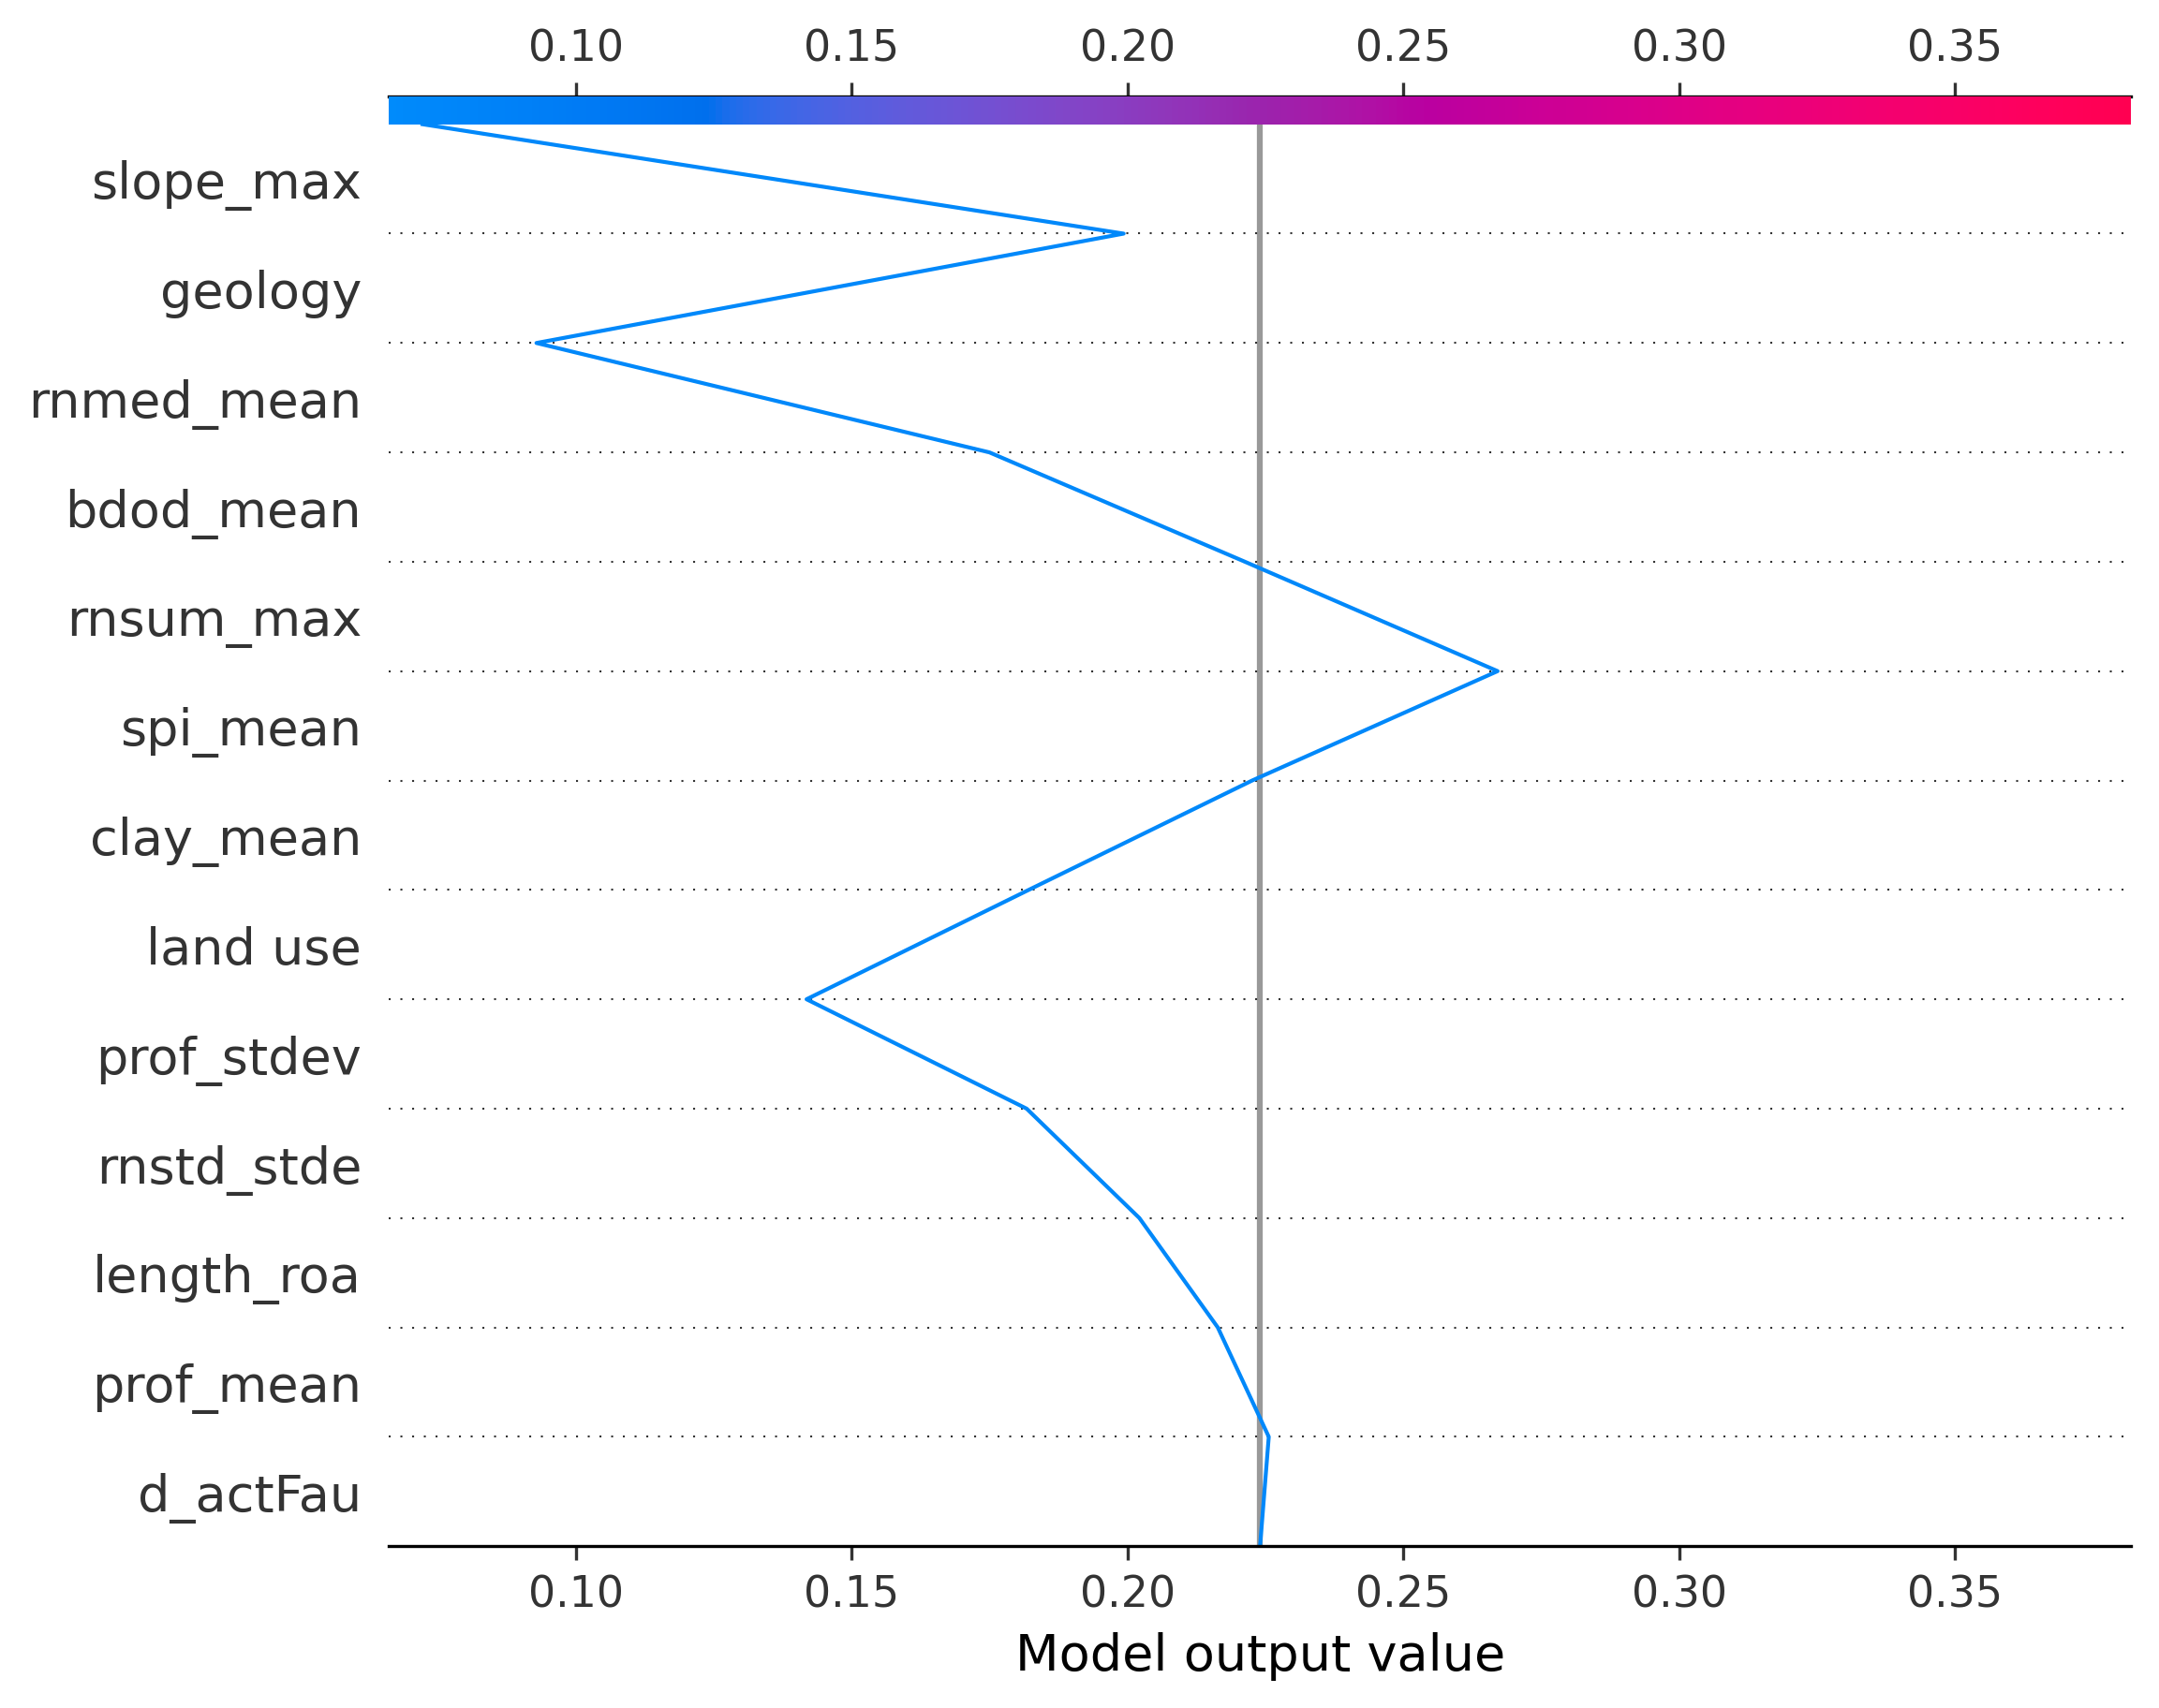 0.10 0.15 0.20 0.25 0.30 0.35
slope_max
geology
rnmed_mean
bdod_mean
rnsum_max
spi_mean
clay_mean
land use
prof_stdev
rnstd_stde
length_roa
prof_mean
d_actFau
0.10 0.15 0.20 0.25 0.30 0.35
Model output value